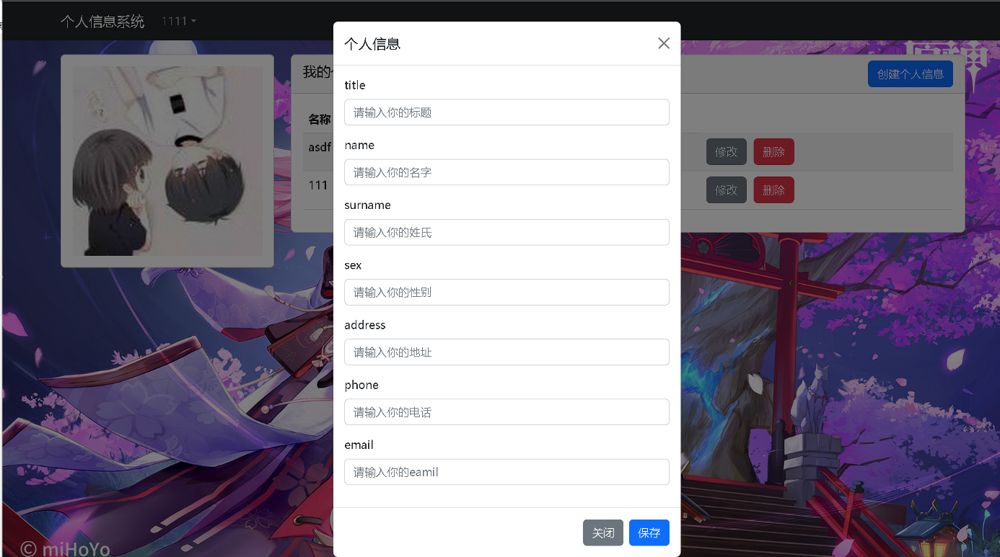 个人信息系统 1111
个人信息
我的
创建个人信息
title
请输入你的标题
名称
name
asdf
修改 删除
请输入你的名字
111
修改 删除
surname
请输入你的姓氏
sex
请输入你的性别
address
请输入你的地址
phone
请输入你的电话
email
请输入你的eamil
关闭 保存
© miHoYo